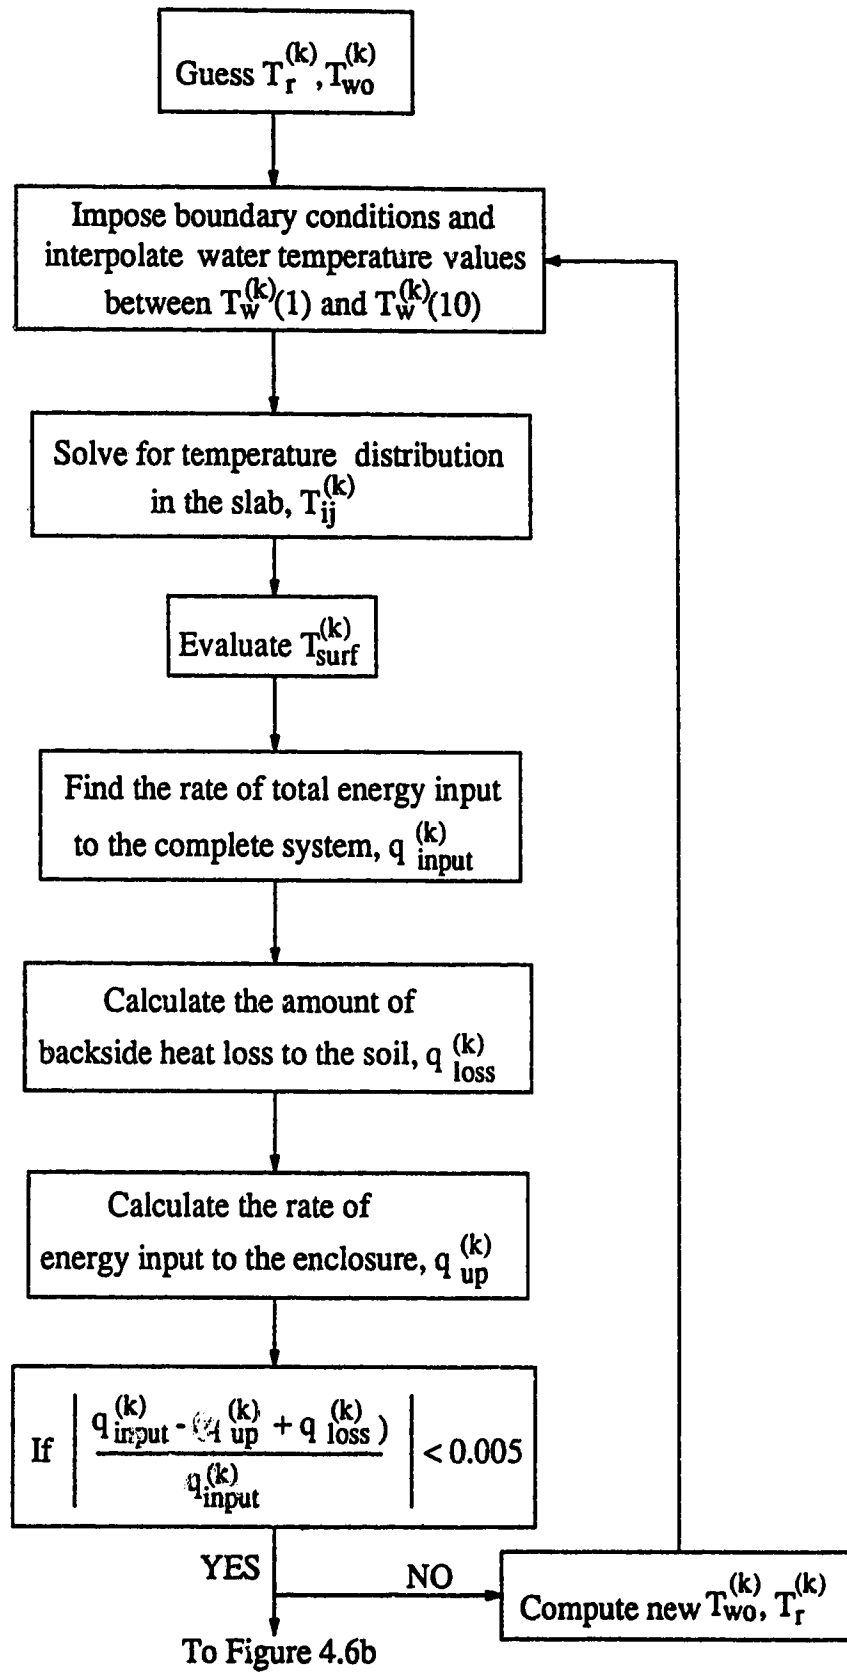 Guess T_r^(k), T_wo^(k)
Impose boundary conditions and
interpolate water temperature values
between T_w^(k)(1) and T_w^(k)(10)
Solve for temperature distribution
in the slab, T_ij^(k)
Evaluate T_surf^(k)
Find the rate of total energy input
to the complete system, q_input^(k)
Calculate the amount of
backside heat loss to the soil, q_loss^(k)
Calculate the rate of
energy input to the enclosure, q_up^(k)
If | q_input^(k) - (q_up^(k) + q_loss^(k)) / q_input^(k) | < 0.005
YES
NO
Compute new T_wo^(k), T_r^(k)
To Figure 4.6b